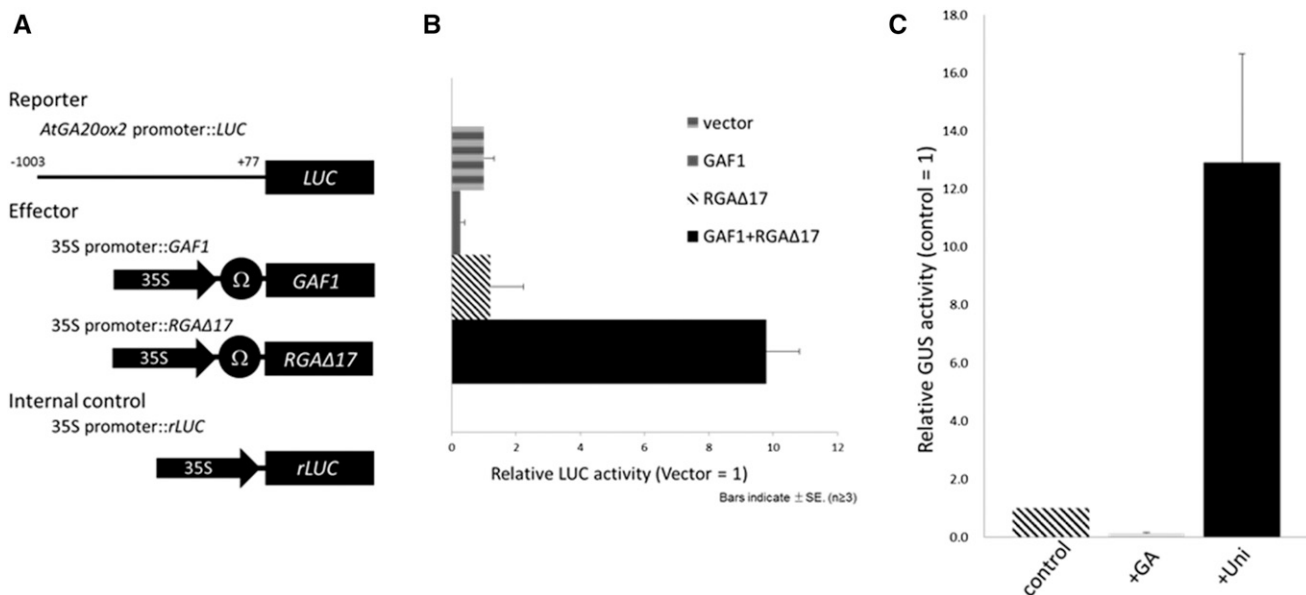 A
Reporter
AtGA20ox2 promoter::LUC
-1003
+77
LUC
Effector
35S promoter::GAF1
35S
Ω
GAF1
35S promoter::RGAΔ17
35S
Ω
RGAΔ17
Internal control
35S promoter::rLUC
35S
rLUC
B
vector
GAF1
RGAΔ17
GAF1+RGAΔ17
0 2 4 6 8 10 12
Relative LUC activity (Vector = 1)
Bars indicate ± SE. (n≥3)
C
Relative GUS activity (control = 1)
18.0
16.0
14.0
12.0
10.0
8.0
6.0
4.0
2.0
0.0
control
+GA
+Uni